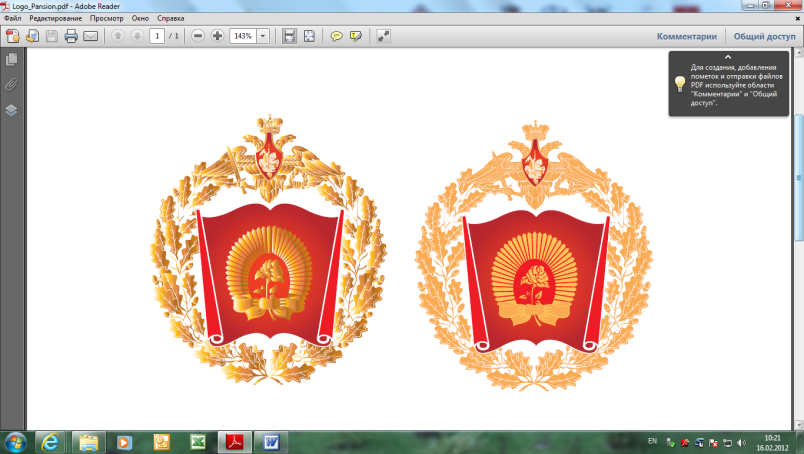 Logo_Pansion.pdf - Adobe Reader
Файл Редактирование Просмотр Окно Справка
1 / 1 143% Комментарии Общий доступ
Для создания, добавления
пометок и отправки файлов
PDF используйте области
"Комментарии" и "Общий
доступ".
EN 10:21
16.02.2012